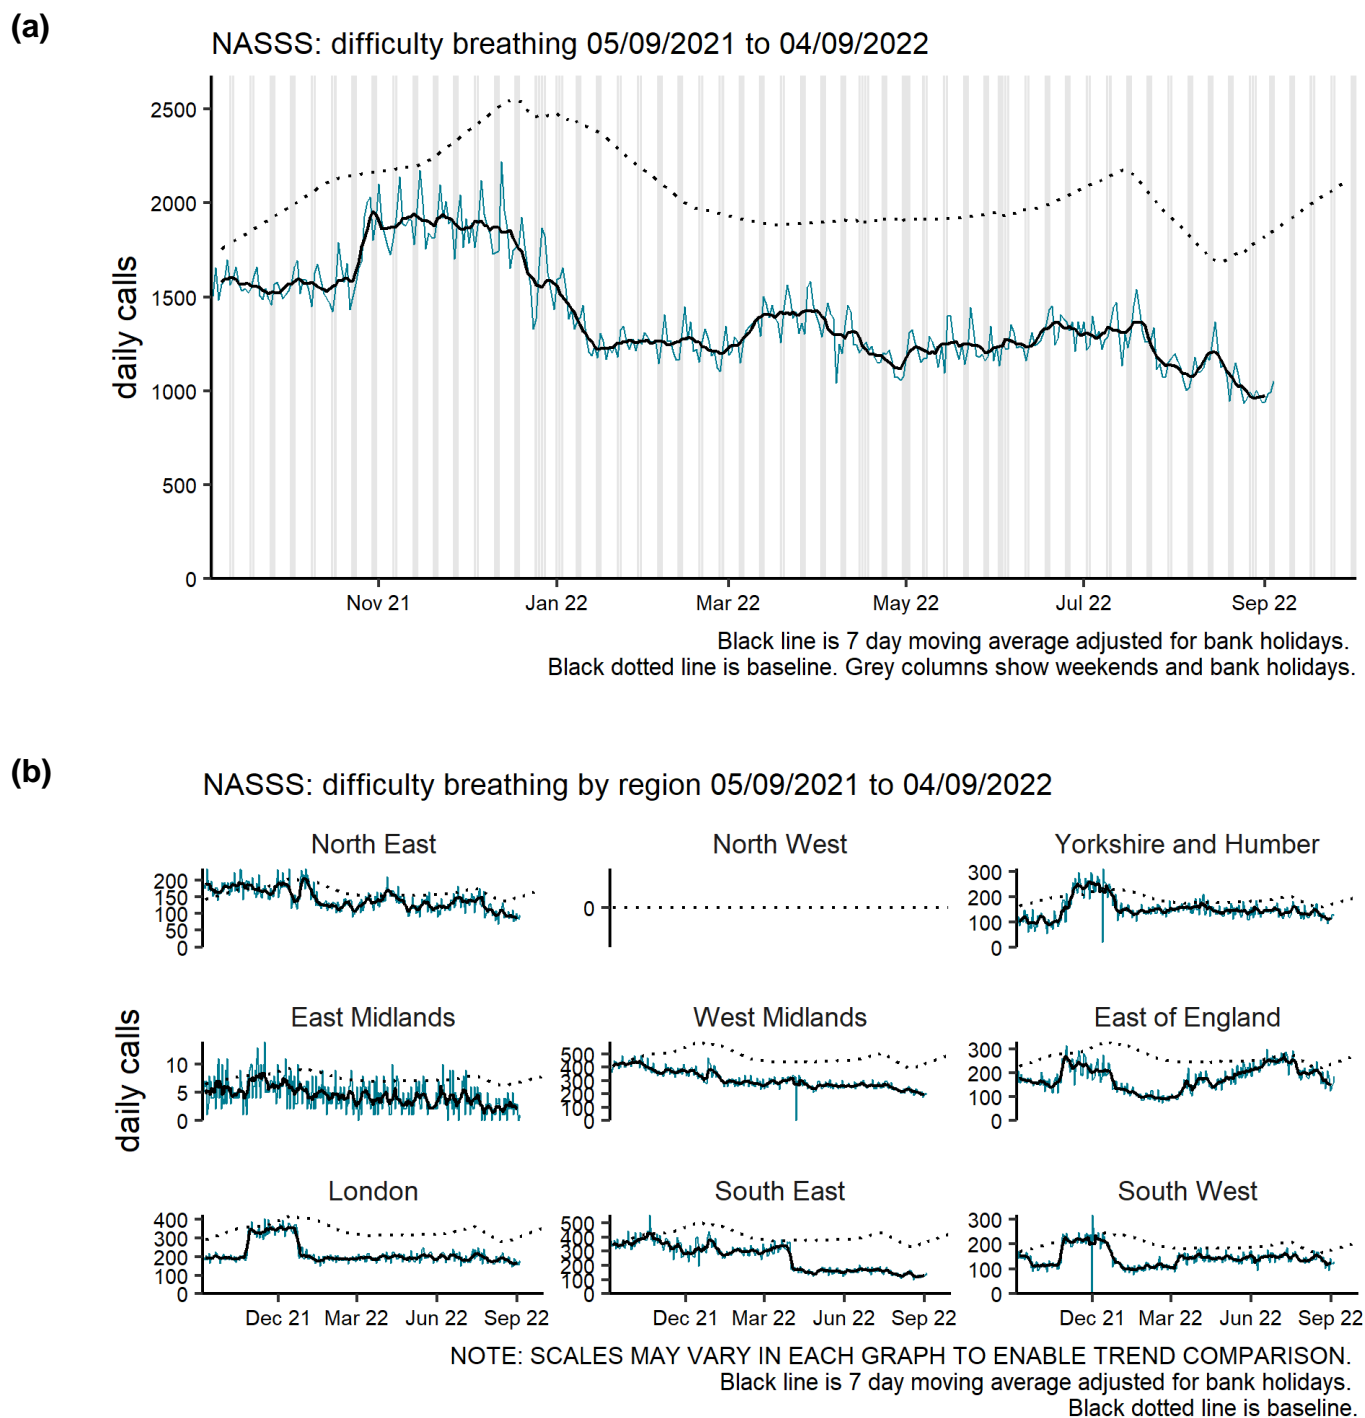 (a)
NASSS: difficulty breathing 05/09/2021 to 04/09/2022
daily calls
2500
2000
1500
1000
500
0
Nov 21 Jan 22 Mar 22 May 22 Jul 22 Sep 22
Black line is 7 day moving average adjusted for bank holidays.
Black dotted line is baseline. Grey columns show weekends and bank holidays.
(b)
NASSS: difficulty breathing by region 05/09/2021 to 04/09/2022
daily calls
North East
200
150
100
50
0
North West
0
Yorkshire and Humber
300
200
100
0
East Midlands
10
5
0
West Midlands
500
400
300
200
100
0
East of England
300
200
100
0
London
400
300
200
100
0
South East
500
400
300
200
100
0
South West
300
200
100
0
Dec 21 Mar 22 Jun 22 Sep 22
Dec 21 Mar 22 Jun 22 Sep 22
Dec 21 Mar 22 Jun 22 Sep 22
NOTE: SCALES MAY VARY IN EACH GRAPH TO ENABLE TREND COMPARISON.
Black line is 7 day moving average adjusted for bank holidays.
Black dotted line is baseline.